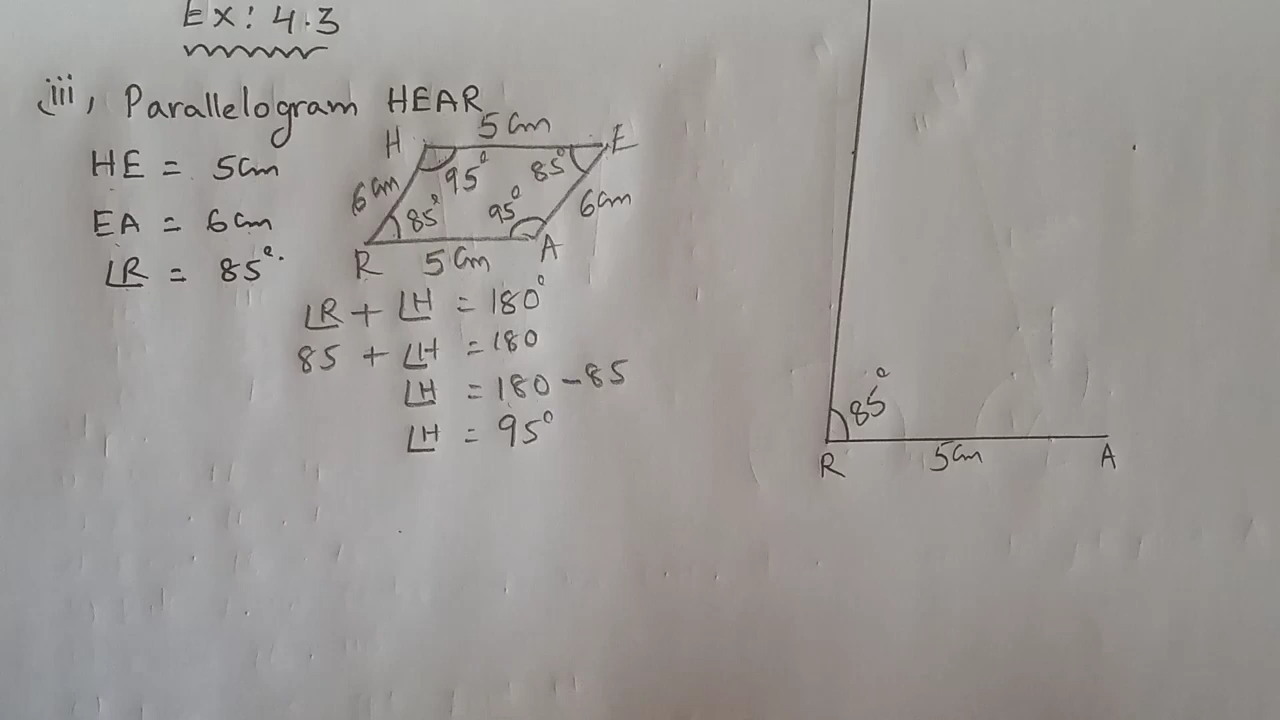 Ex: 4.3
iii, Parallelogram HEAR
HE = 5cm
EA = 6cm
∠R = 85°.
H 5cm E
6cm 95° 85° 6cm
85° 95°
R 5cm A
∠R + ∠H = 180°
85 + ∠H = 180
∠H = 180 - 85
∠H = 95°
85°
R 5cm A